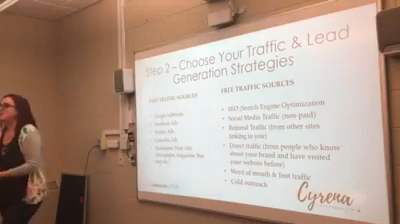 Step 2 – Choose Your Traffic & Lead
Generation Strategies
PAID TRAFFIC SOURCES
• Google Adwords
• Facebook Ads
• LinkedIn Ads
FREE TRAFFIC SOURCES
• SEO (Search Engine Optimization)
• Social Media Traffic (non-paid)
• Referral Traffic (from other sites
linking to you)
• Direct traffic (from people who know
about your brand and have visited
your website before)
• Word of mouth & foot traffic
• Cold outreach
Cyrena